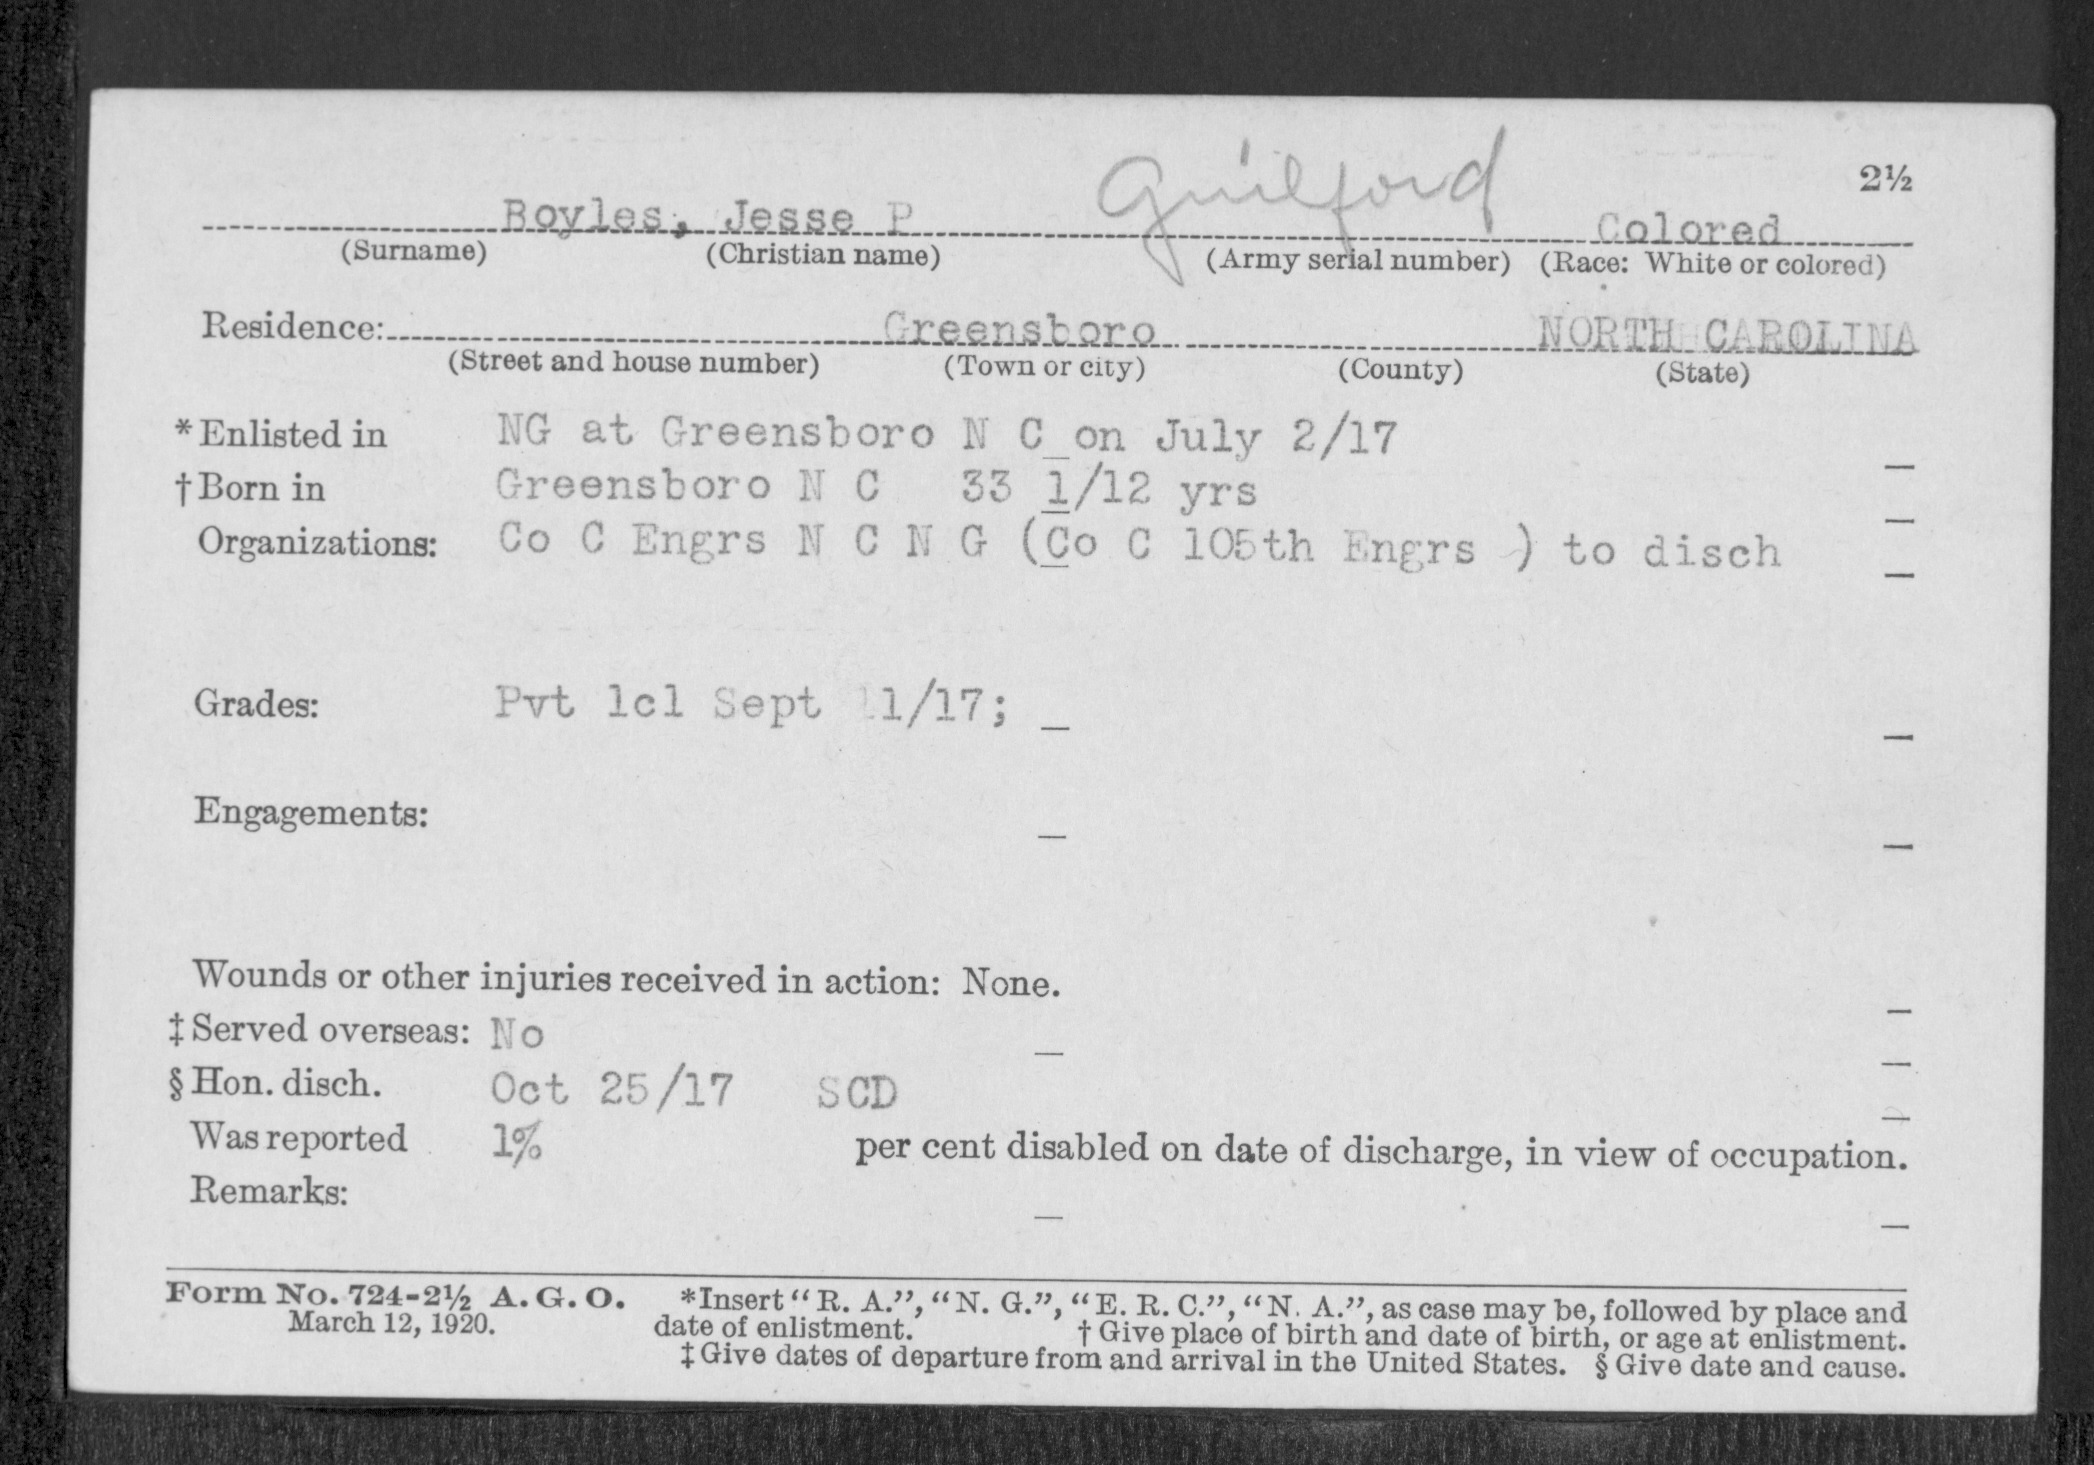 Guilford
2½
Boyles, Jesse P Colored
(Surname) (Christian name) (Army serial number) (Race: White or colored)
Residence: Greensboro NORTH CAROLINA
(Street and house number) (Town or city) (County) (State)
*Enlisted in NG at Greensboro N C on July 2/17
†Born in Greensboro N C 33 1/12 yrs
Organizations: Co C Engrs N C N G (Co C 105th Engrs ) to disch
Grades: Pvt 1cl Sept 11/17;
Engagements:
Wounds or other injuries received in action: None.
‡Served overseas: No
§Hon. disch. Oct 25/17 SCD
Was reported 1% per cent disabled on date of discharge, in view of occupation.
Remarks:
Form No. 724-2½ A. G. O. *Insert "R. A.", "N. G.", "E. R. C.", "N. A.", as case may be, followed by place and
March 12, 1920. date of enlistment. †Give place of birth and date of birth, or age at enlistment.
‡Give dates of departure from and arrival in the United States. §Give date and cause.